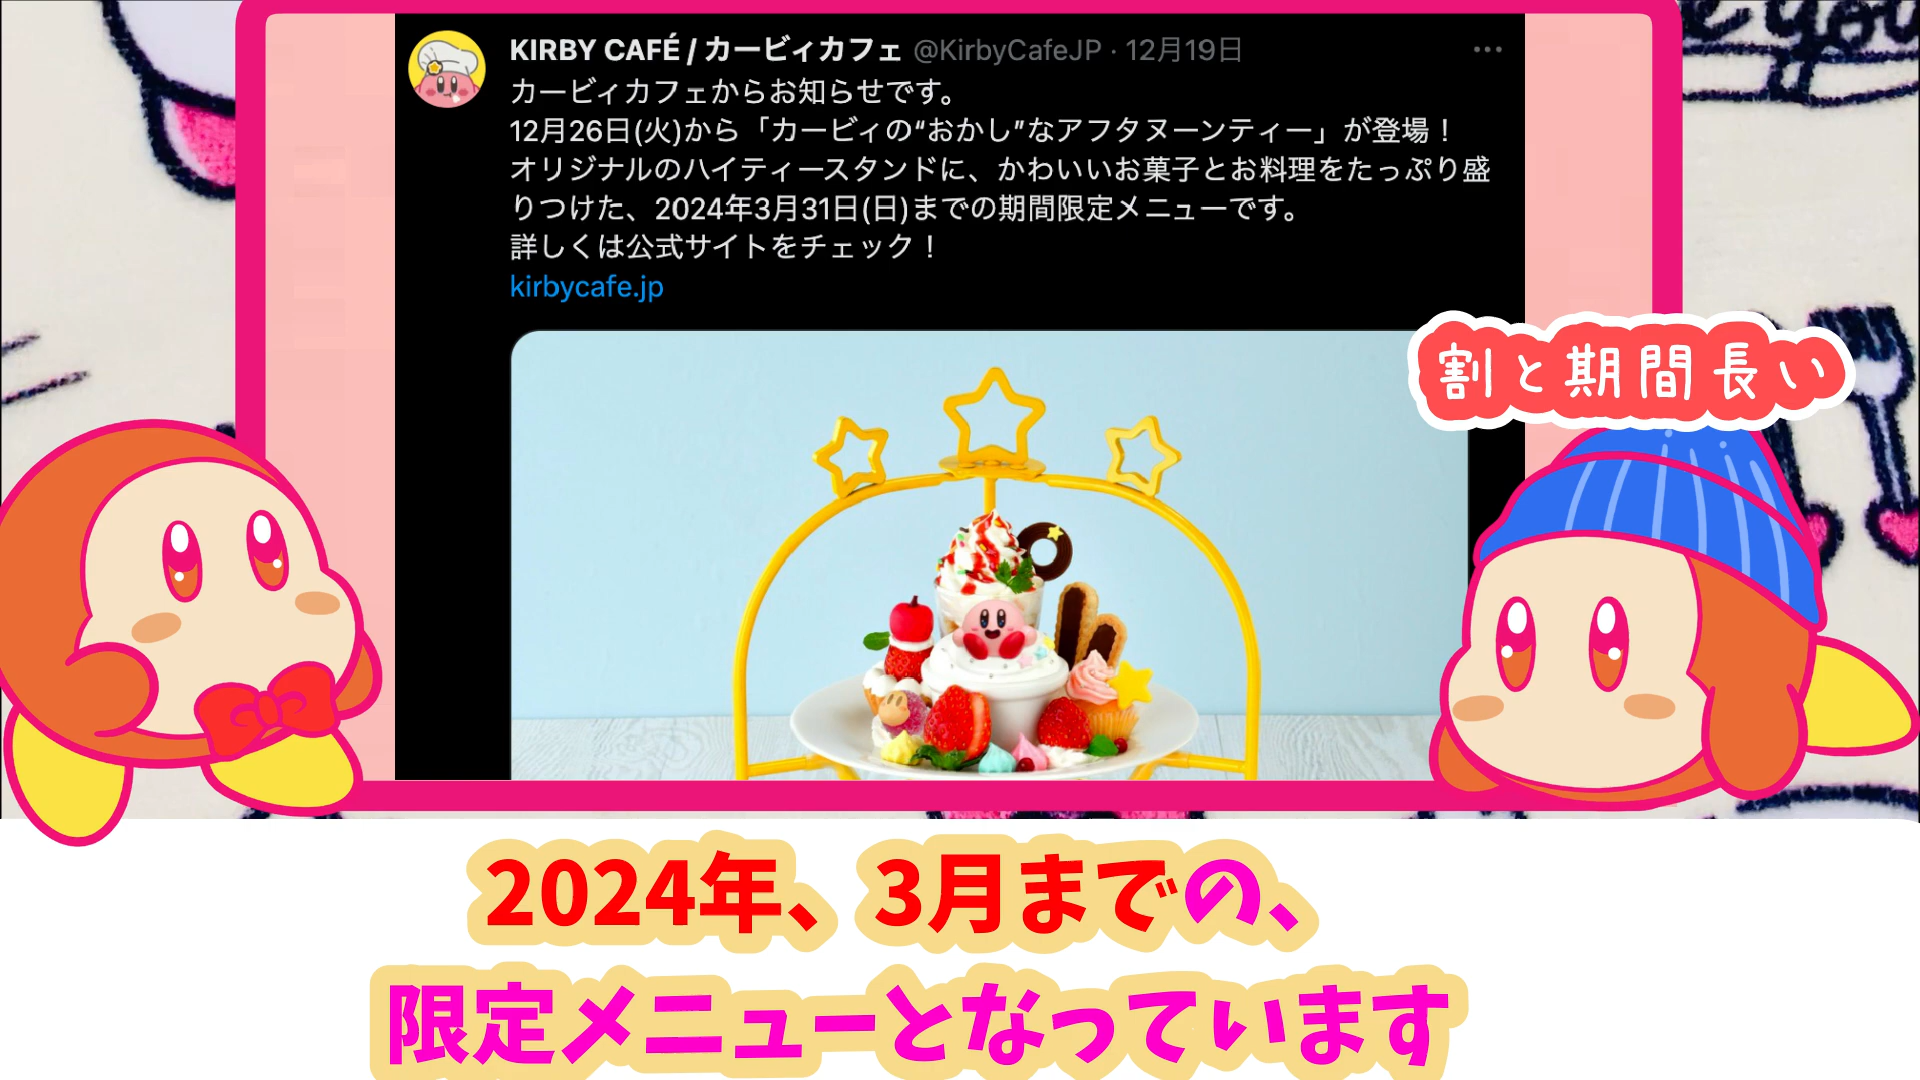 KIRBY CAFÉ / カービィカフェ @KirbyCafeJP · 12月19日
カービィカフェからお知らせです。
12月26日(火)から「カービィの“おかし”なアフタヌーンティー」が登場！
オリジナルのハイティースタンドに、かわいいお菓子とお料理をたっぷり盛
りつけた、2024年3月31日(日)までの期間限定メニューです。
詳しくは公式サイトをチェック！
kirbycafe.jp
割と期間長い
2024年、3月までの、
限定メニューとなっています